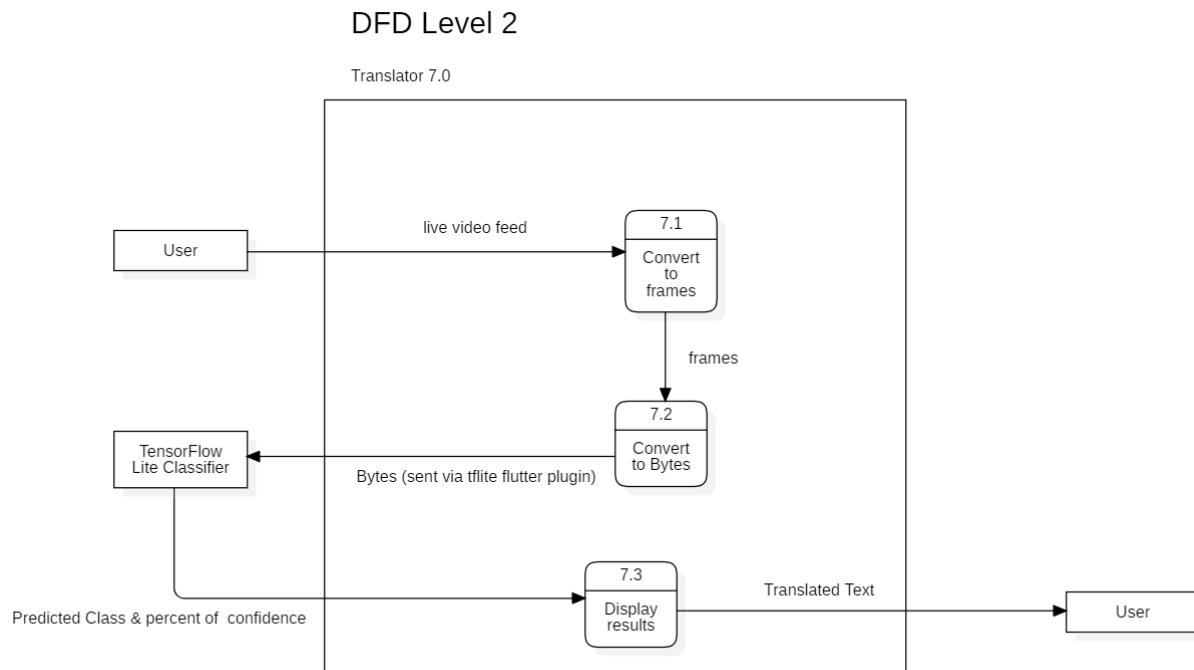 DFD Level 2
Translator 7.0
User
live video feed
7.1
Convert
to
frames
frames
7.2
Convert
to Bytes
TensorFlow
Lite Classifier
Bytes (sent via tflite flutter plugin)
7.3
Display
results
Predicted Class & percent of  confidence
Translated Text
User